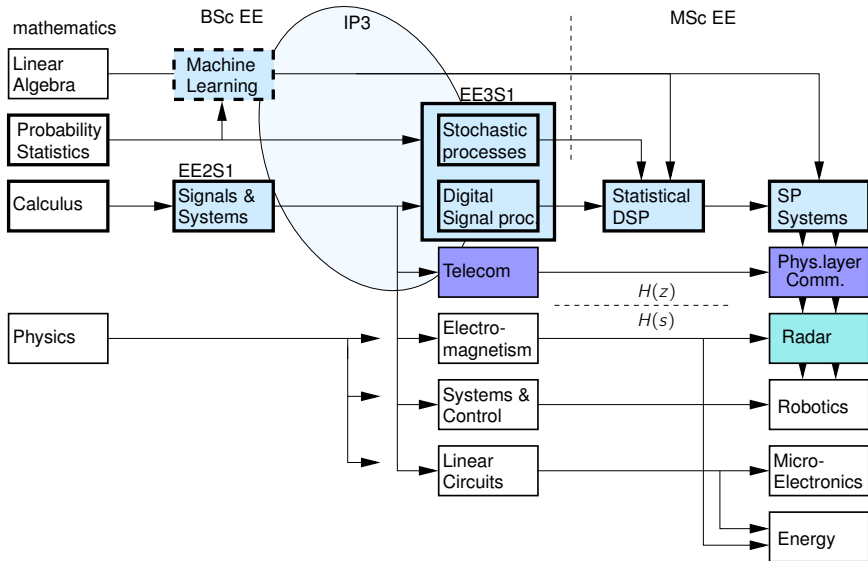 BSc EE
IP3
MSc EE
mathematics
Linear
Algebra
Machine
Learning
EE3S1
Probability
Statistics
Stochastic
processes
EE2S1
Calculus
Signals &
Systems
Digital
Signal proc.
Statistical
DSP
SP
Systems
Telecom
Phys.layer
Comm.
H(z)
H(s)
Physics
Electro-
magnetism
Radar
Systems &
Control
Robotics
Linear
Circuits
Micro-
Electronics
Energy